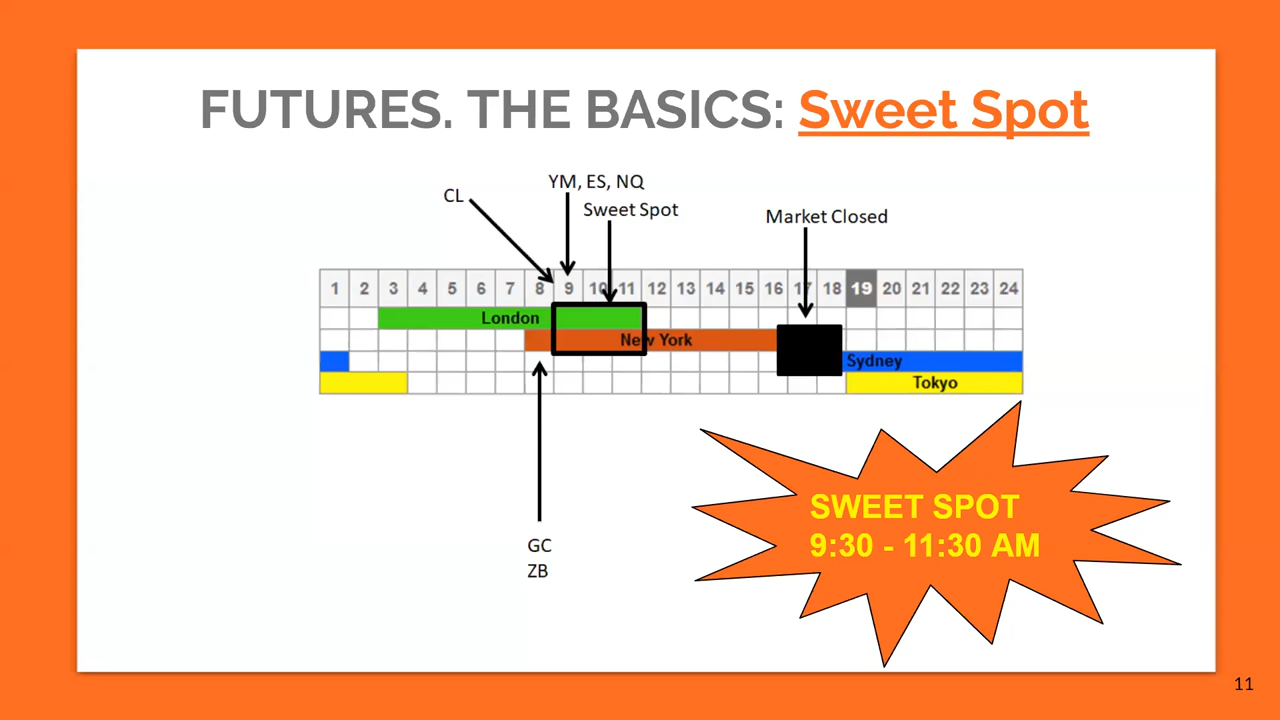 FUTURES. THE BASICS: Sweet Spot
YM, ES, NQ
CL
Sweet Spot
Market Closed
1 2 3 4 5 6 7 8 9 10 11 12 13 14 15 16 17 18 19 20 21 22 23 24
London
New York
Sydney
Tokyo
SWEET SPOT
9:30 - 11:30 AM
GC
ZB
11